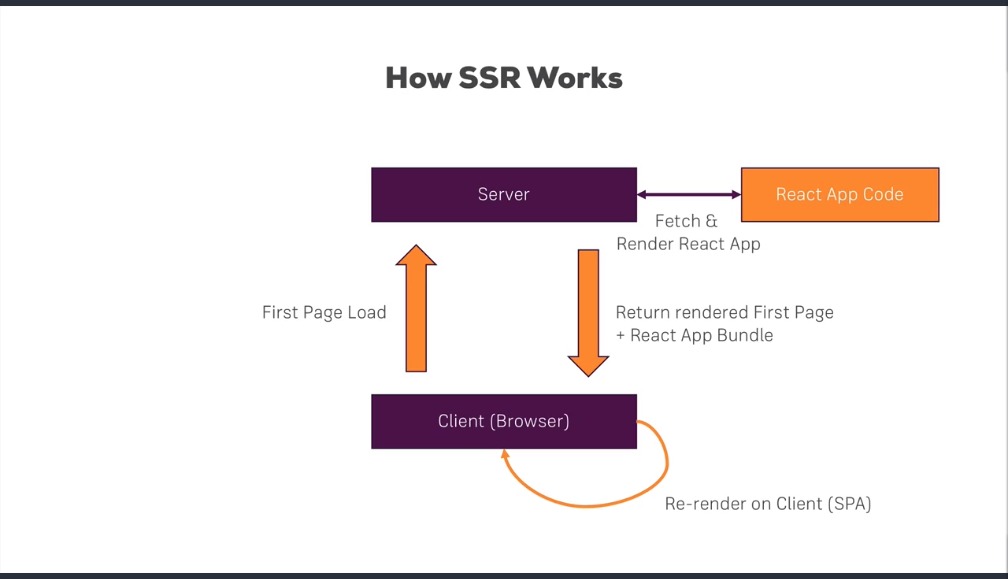 How SSR Works
Server
React App Code
Fetch &
Render React App
First Page Load
Return rendered First Page
+ React App Bundle
Client (Browser)
Re-render on Client (SPA)